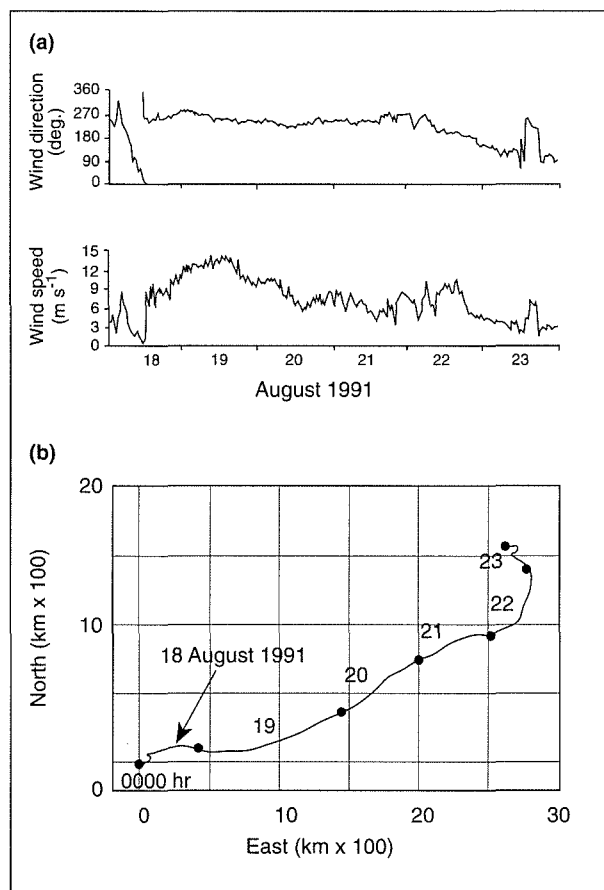 (a)
Wind direction
(deg.)
360
270
180
90
0
Wind speed
(m s⁻¹)
15
12
9
6
3
0
18 19 20 21 22 23
August 1991
(b)
North (km x 100)
20
10
0
18 August 1991
0000 hr
19
20
21
22
23
0 10 20 30
East (km x 100)